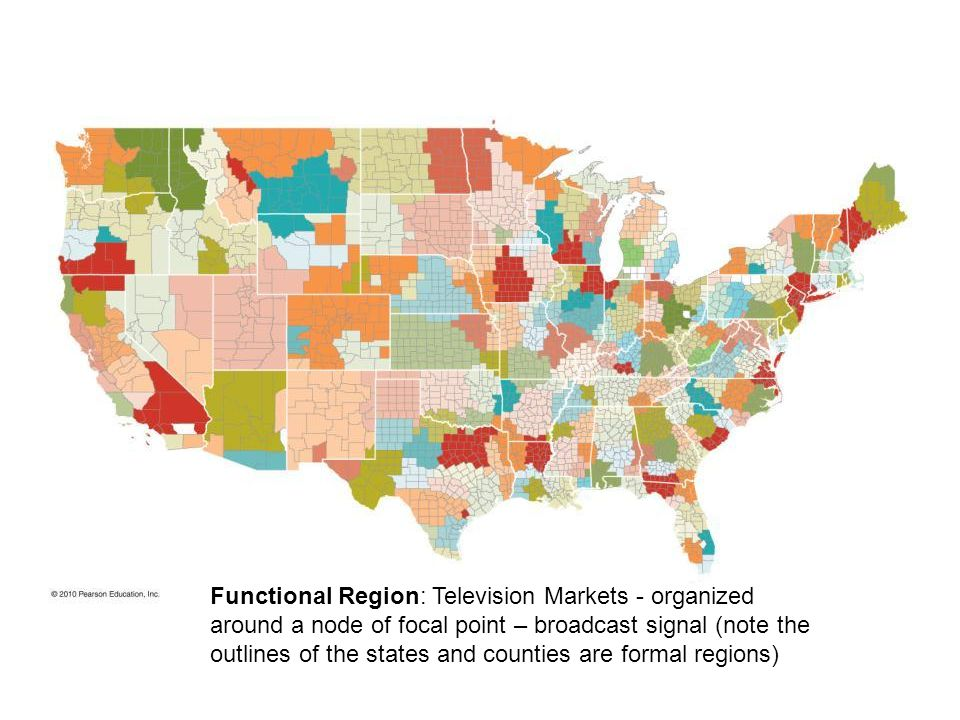 © 2010 Pearson Education, Inc.
Functional Region: Television Markets - organized
around a node of focal point – broadcast signal (note the
outlines of the states and counties are formal regions)